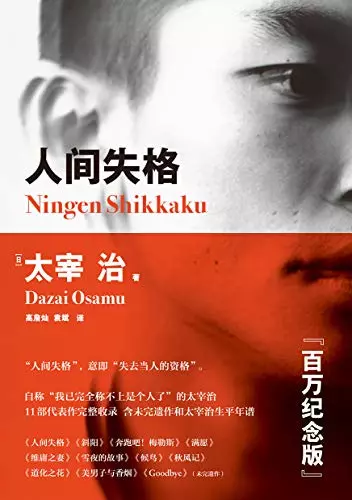 人间失格
Ningen Shikkaku
[日] 太宰 治 著
Dazai Osamu
高詹灿 袁斌 译
『百万纪念版』
“人间失格”,意即“失去当人的资格”。
自称“我已完全称不上是个人了”的太宰治
11部代表作完整收录 含未完遗作和太宰治生平年谱
《人间失格》《斜阳》《奔跑吧!梅勒斯》《满愿》
《维庸之妻》《雪夜的故事》《候鸟》《秋风记》
《道化之花》《美男子与香烟》《Goodbye》(未完遗作)